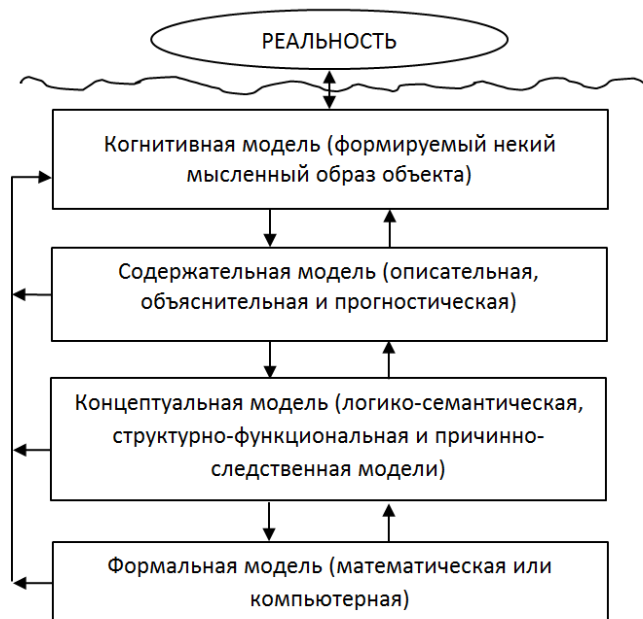 РЕАЛЬНОСТЬ
Когнитивная модель (формируемый некий
мысленный образ объекта)
Содержательная модель (описательная,
объяснительная и прогностическая)
Концептуальная модель (логико-семантическая,
структурно-функциональная и причинно-
следственная модели)
Формальная модель (математическая или
компьютерная)